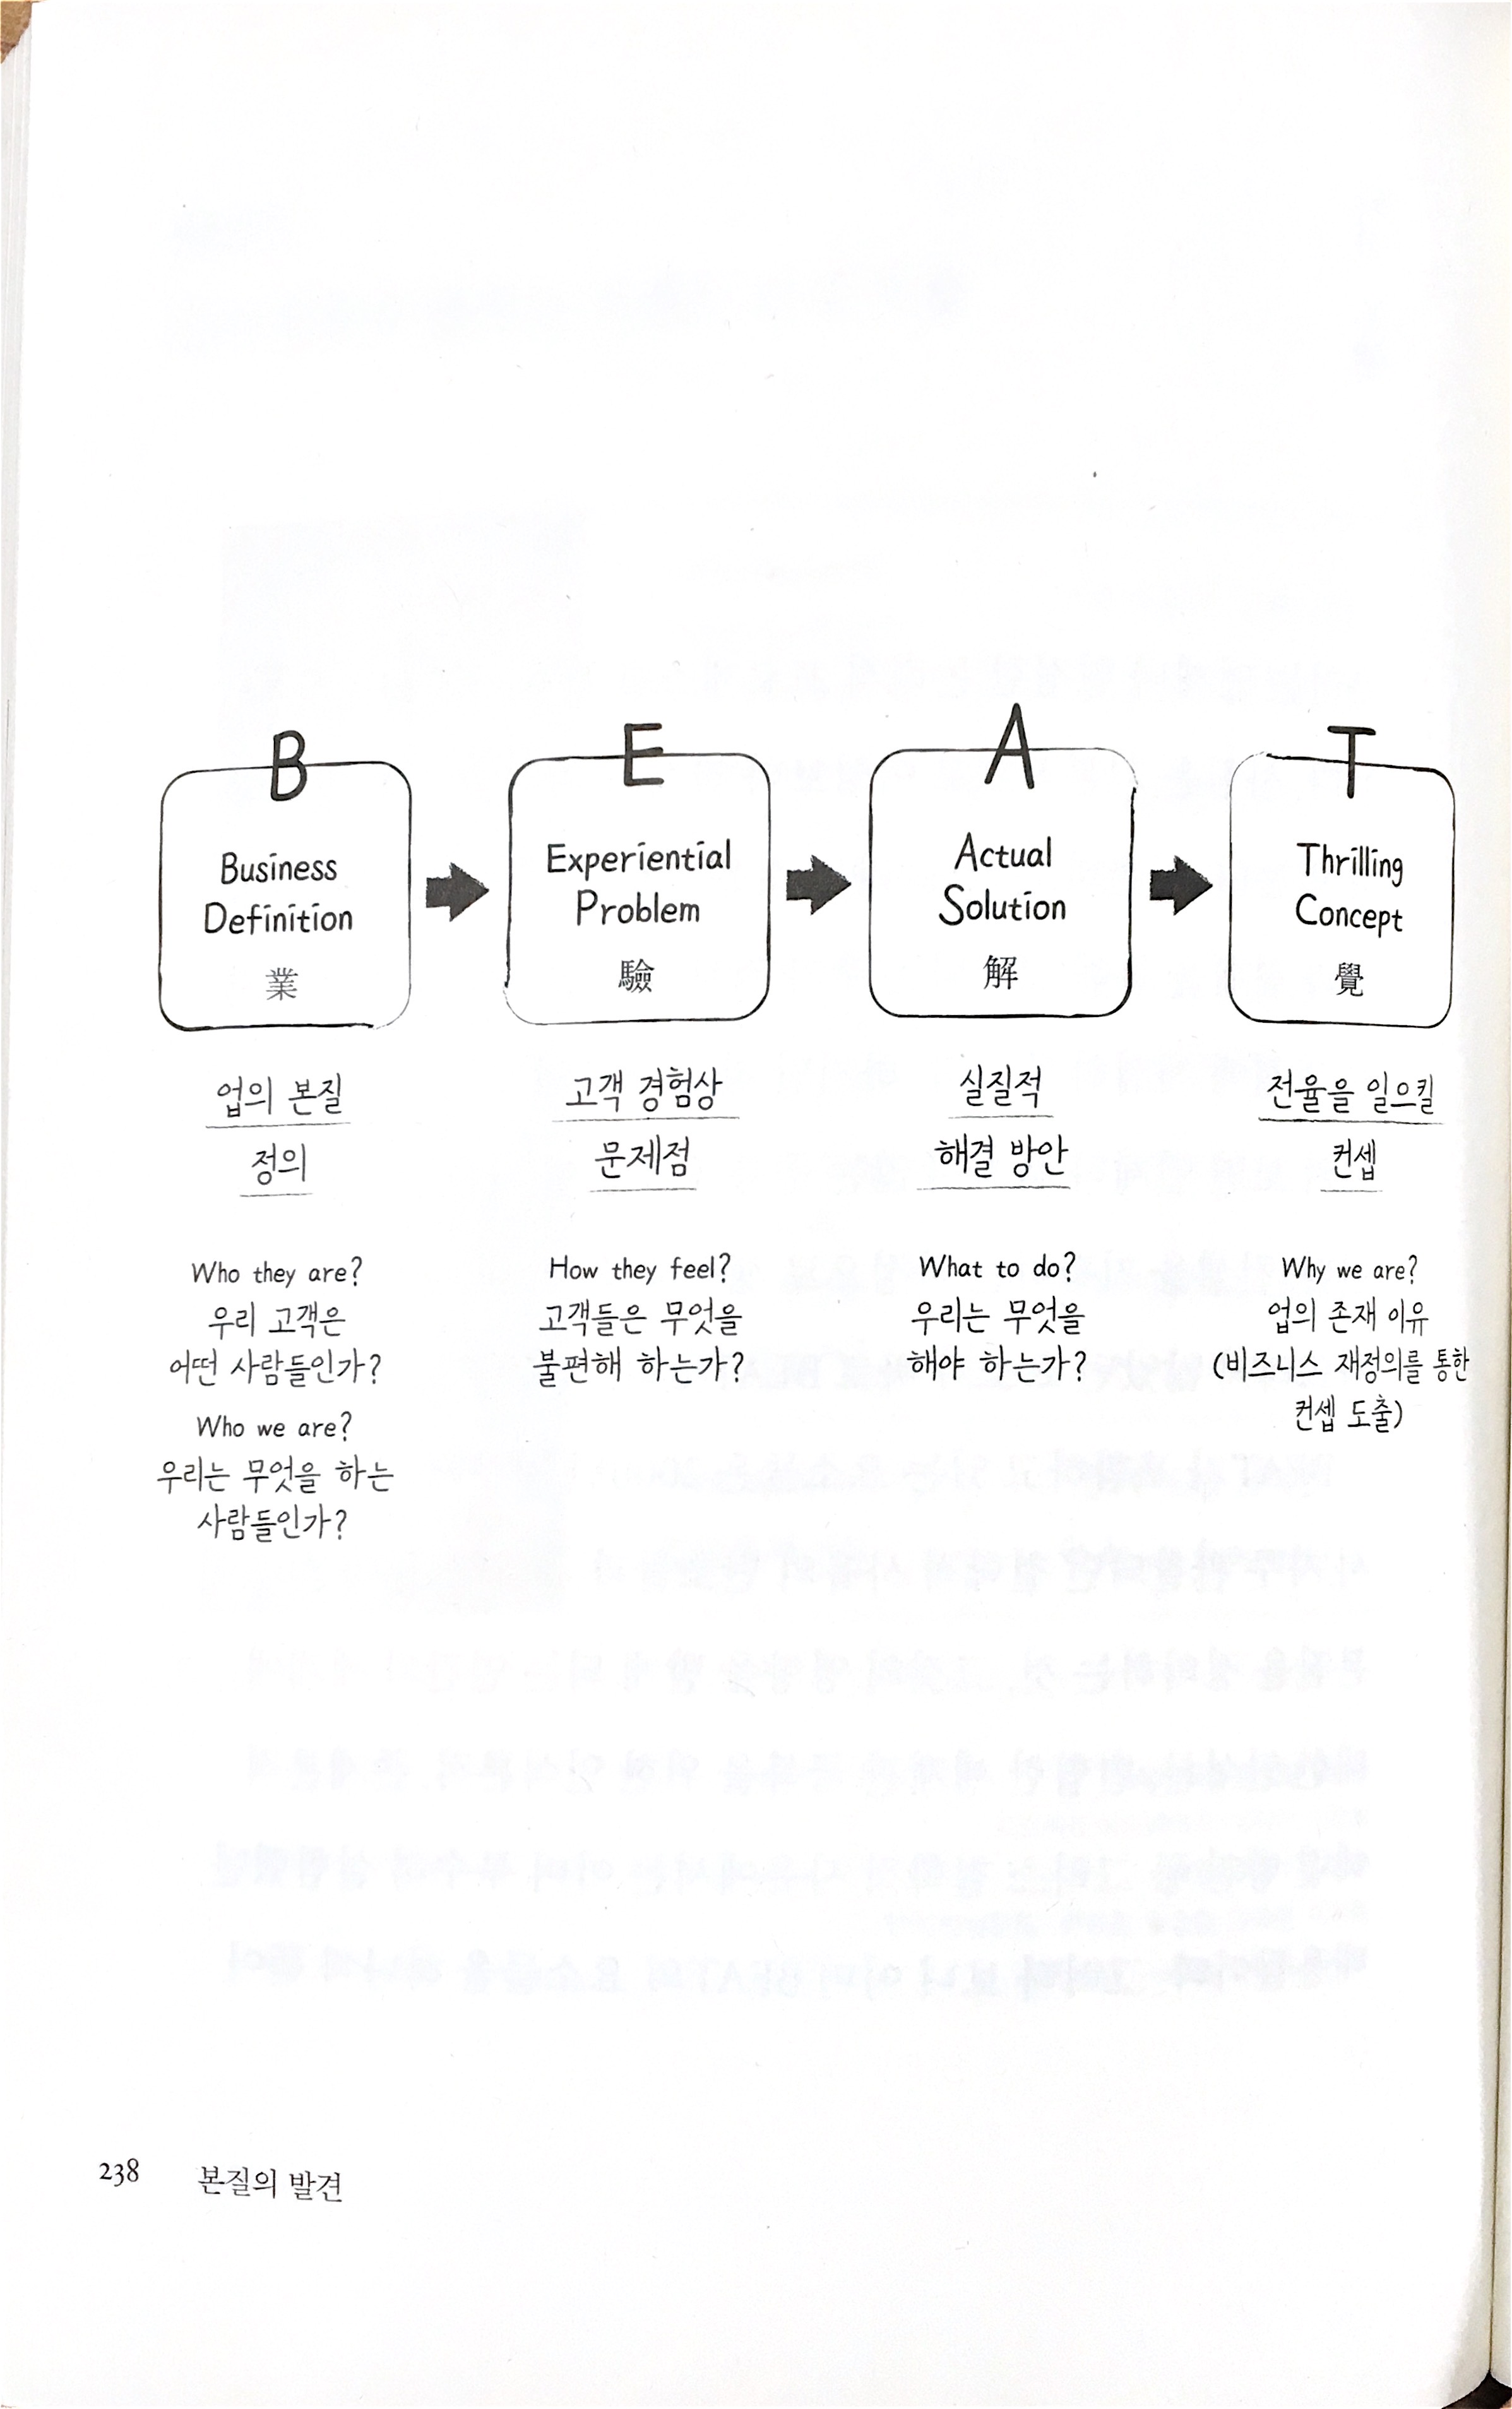 B
Business
Definition
業
업의 본질
정의
Who they are?
우리 고객은
어떤 사람들인가?
Who we are?
우리는 무엇을 하는
사람들인가?
E
Experiential
Problem
驗
고객 경험상
문제점
How they feel?
고객들은 무엇을
불편해 하는가?
A
Actual
Solution
解
실질적
해결 방안
What to do?
우리는 무엇을
해야 하는가?
T
Thrilling
Concept
覺
전율을 일으킬
컨셉
Why we are?
업의 존재 이유
(비즈니스 재정의를 통한
컨셉 도출)
238 본질의 발견